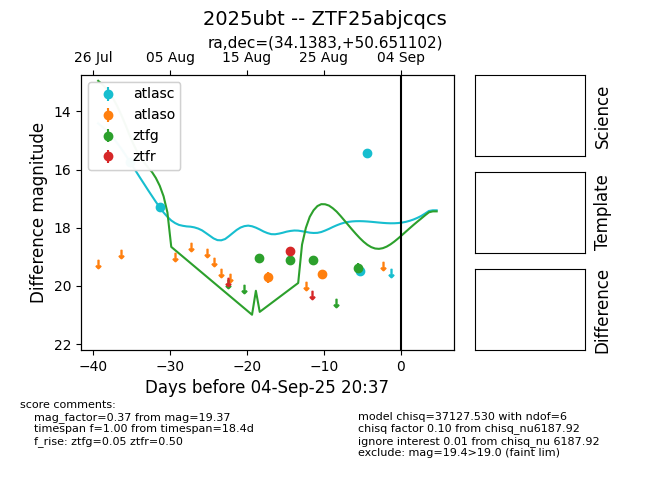 2025ubt -- ZTF25abjcqcs
ra,dec=(34.1383,+50.651102)
26 Jul 05 Aug 15 Aug 25 Aug 04 Sep
atlasc
atlaso
ztfg
ztfr
14
16
18
20
22
Difference magnitude
−40 −30 −20 −10 0
Days before 04-Sep-25 20:37
Science
Template
Difference
score comments:
mag_factor=0.37 from mag=19.37
timespan f=1.00 from timespan=18.4d
f_rise: ztfg=0.05 ztfr=0.50
model chisq=37127.530 with ndof=6
chisq factor 0.10 from chisq_nu6187.92
ignore interest 0.01 from chisq_nu 6187.92
exclude: mag=19.4>19.0 (faint lim)